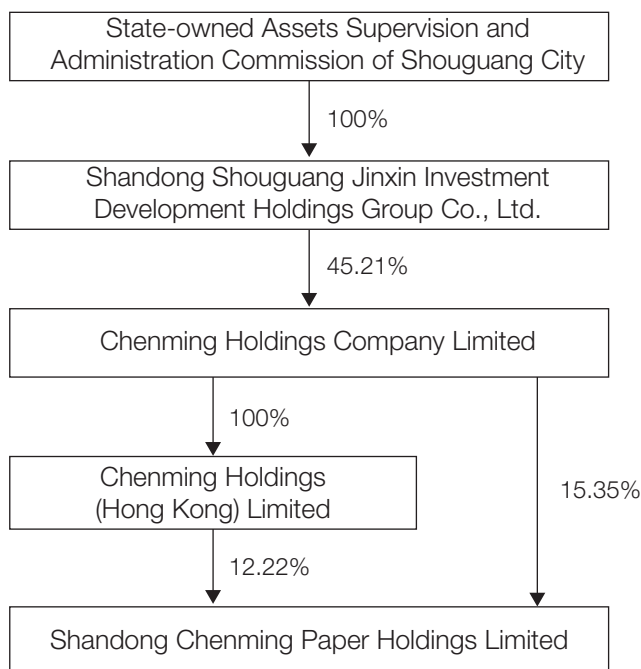 State-owned Assets Supervision and
Administration Commission of Shouguang City
100%
Shandong Shouguang Jinxin Investment
Development Holdings Group Co., Ltd.
45.21%
Chenming Holdings Company Limited
100%
Chenming Holdings
(Hong Kong) Limited
15.35%
12.22%
Shandong Chenming Paper Holdings Limited